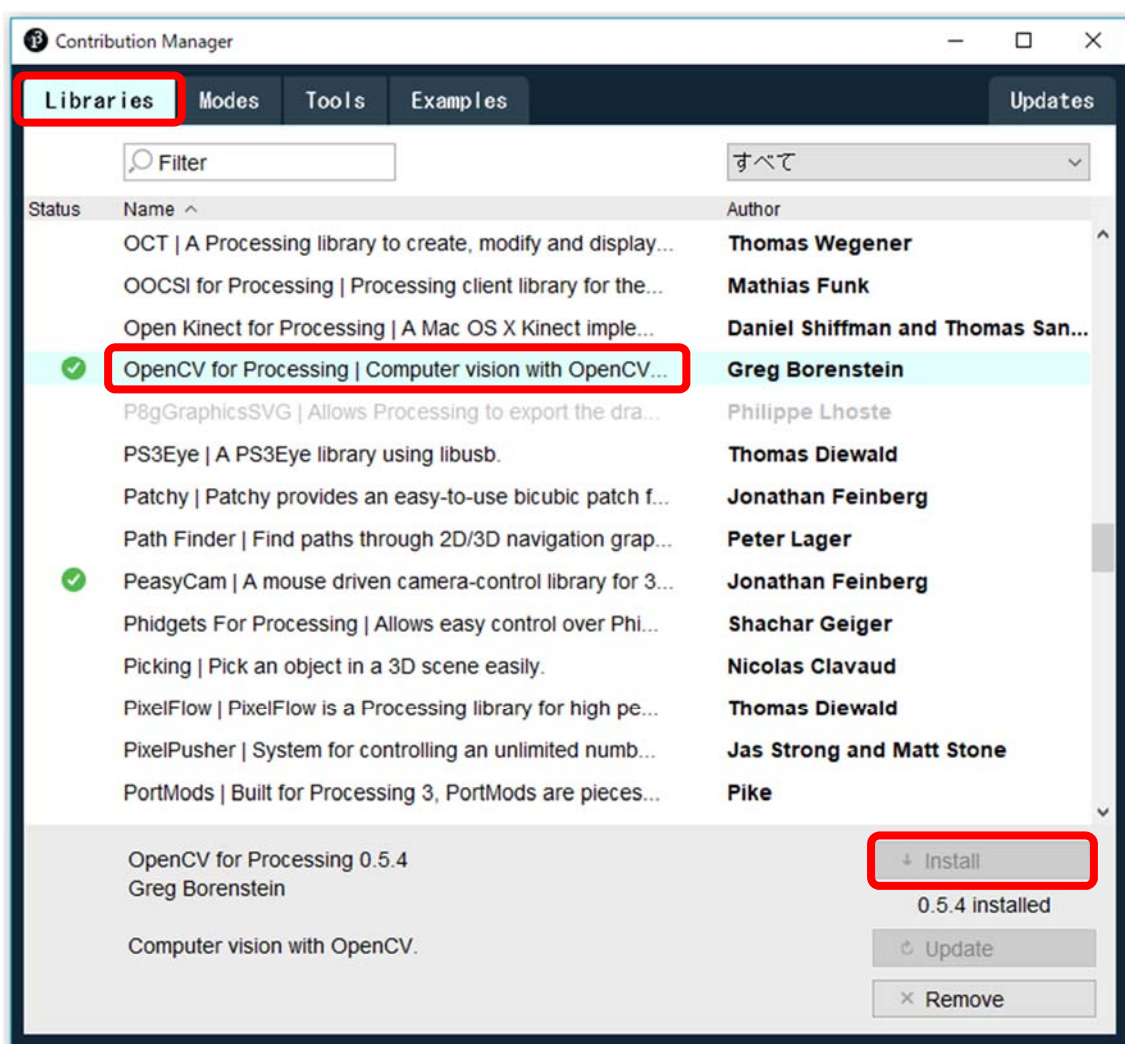 Contribution Manager
Libraries Modes Tools Examples Updates
Filter すべて
Status Name Author
OCT | A Processing library to create, modify and display... Thomas Wegener
OOCSI for Processing | Processing client library for the... Mathias Funk
Open Kinect for Processing | A Mac OS X Kinect imple... Daniel Shiffman and Thomas San...
OpenCV for Processing | Computer vision with OpenCV... Greg Borenstein
P8gGraphicsSVG | Allows Processing to export the dra... Philippe Lhoste
PS3Eye | A PS3Eye library using libusb. Thomas Diewald
Patchy | Patchy provides an easy-to-use bicubic patch f... Jonathan Feinberg
Path Finder | Find paths through 2D/3D navigation grap... Peter Lager
PeasyCam | A mouse driven camera-control library for 3... Jonathan Feinberg
Phidgets For Processing | Allows easy control over Phi... Shachar Geiger
Picking | Pick an object in a 3D scene easily. Nicolas Clavaud
PixelFlow | PixelFlow is a Processing library for high pe... Thomas Diewald
PixelPusher | System for controlling an unlimited numb... Jas Strong and Matt Stone
PortMods | Built for Processing 3, PortMods are pieces... Pike
OpenCV for Processing 0.5.4
Greg Borenstein
Computer vision with OpenCV.
Install
0.5.4 installed
Update
Remove